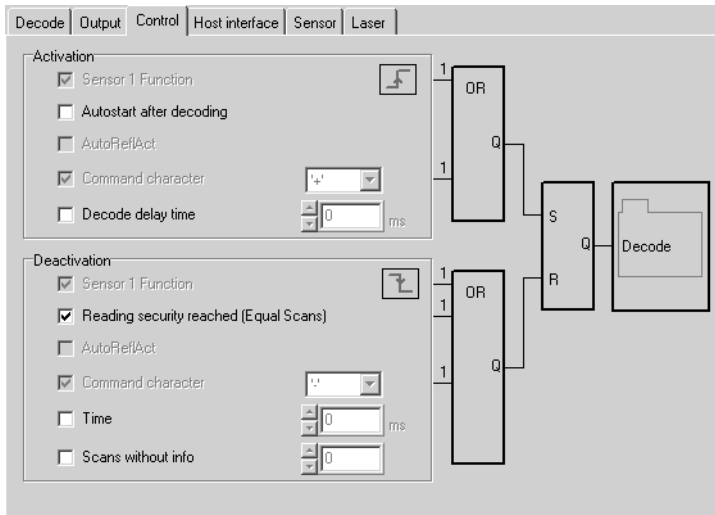 Decode Output Control Host interface Sensor Laser
Activation
Sensor 1 Function
Autostart after decoding
AutoReflAct
Command character '+'
Decode delay time 0 ms
1
OR
Q
1
S
Q
R
Decode
Deactivation
Sensor 1 Function
Reading security reached (Equal Scans)
AutoReflAct
Command character '-'
Time 0 ms
Scans without info 0
1
OR
1
Q
1